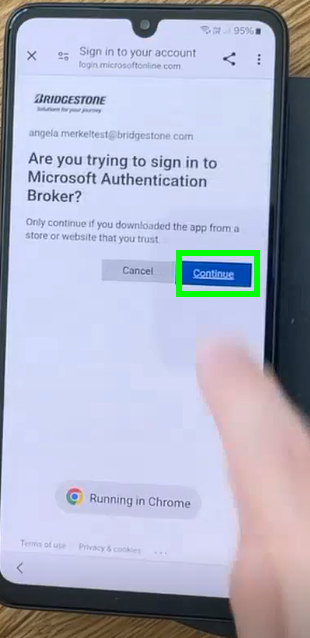 95%
Sign in to your account
login.microsoftonline.com
BRIDGESTONE
Solutions for your journey
angela.merkeltest@bridgestone.com
Are you trying to sign in to
Microsoft Authentication
Broker?
Only continue if you downloaded the app from a
store or website that you trust.
Cancel
Continue
Running in Chrome
Terms of use
Privacy & cookies
...